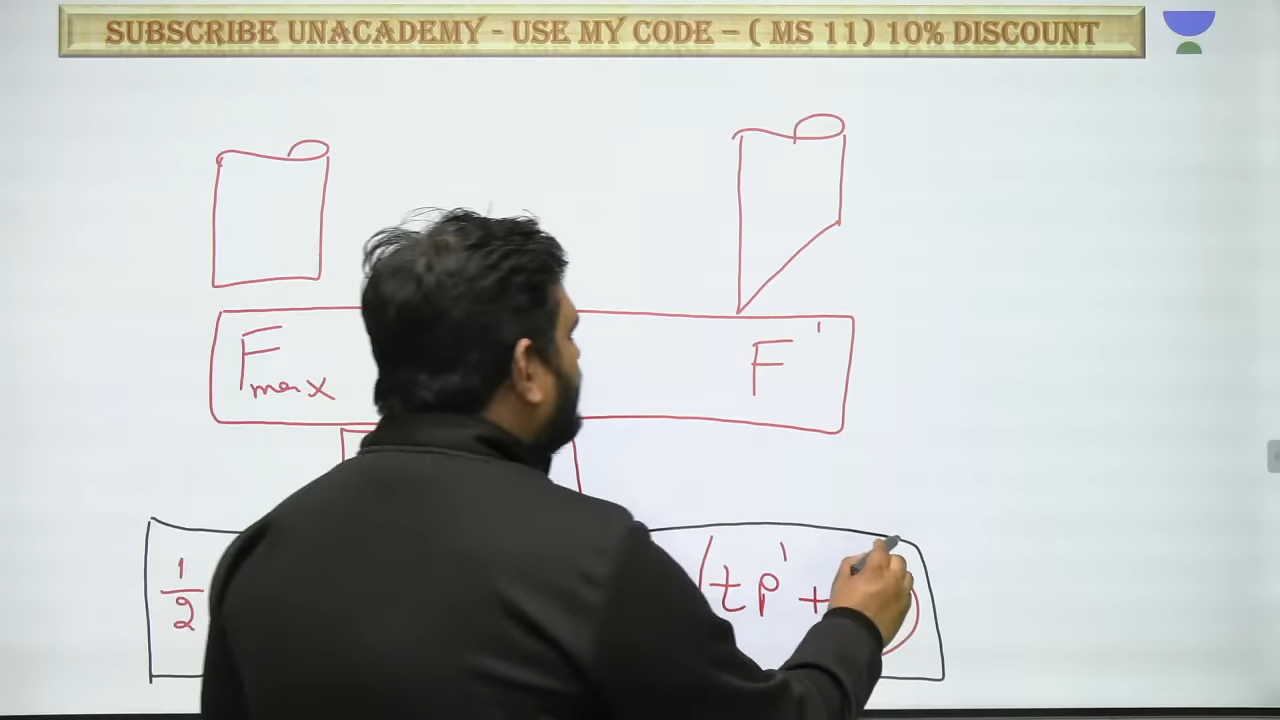 SUBSCRIBE UNACADEMY - USE MY CODE – ( MS 11 ) 10% DISCOUNT
F max F '
1/2 ( t p ' + )